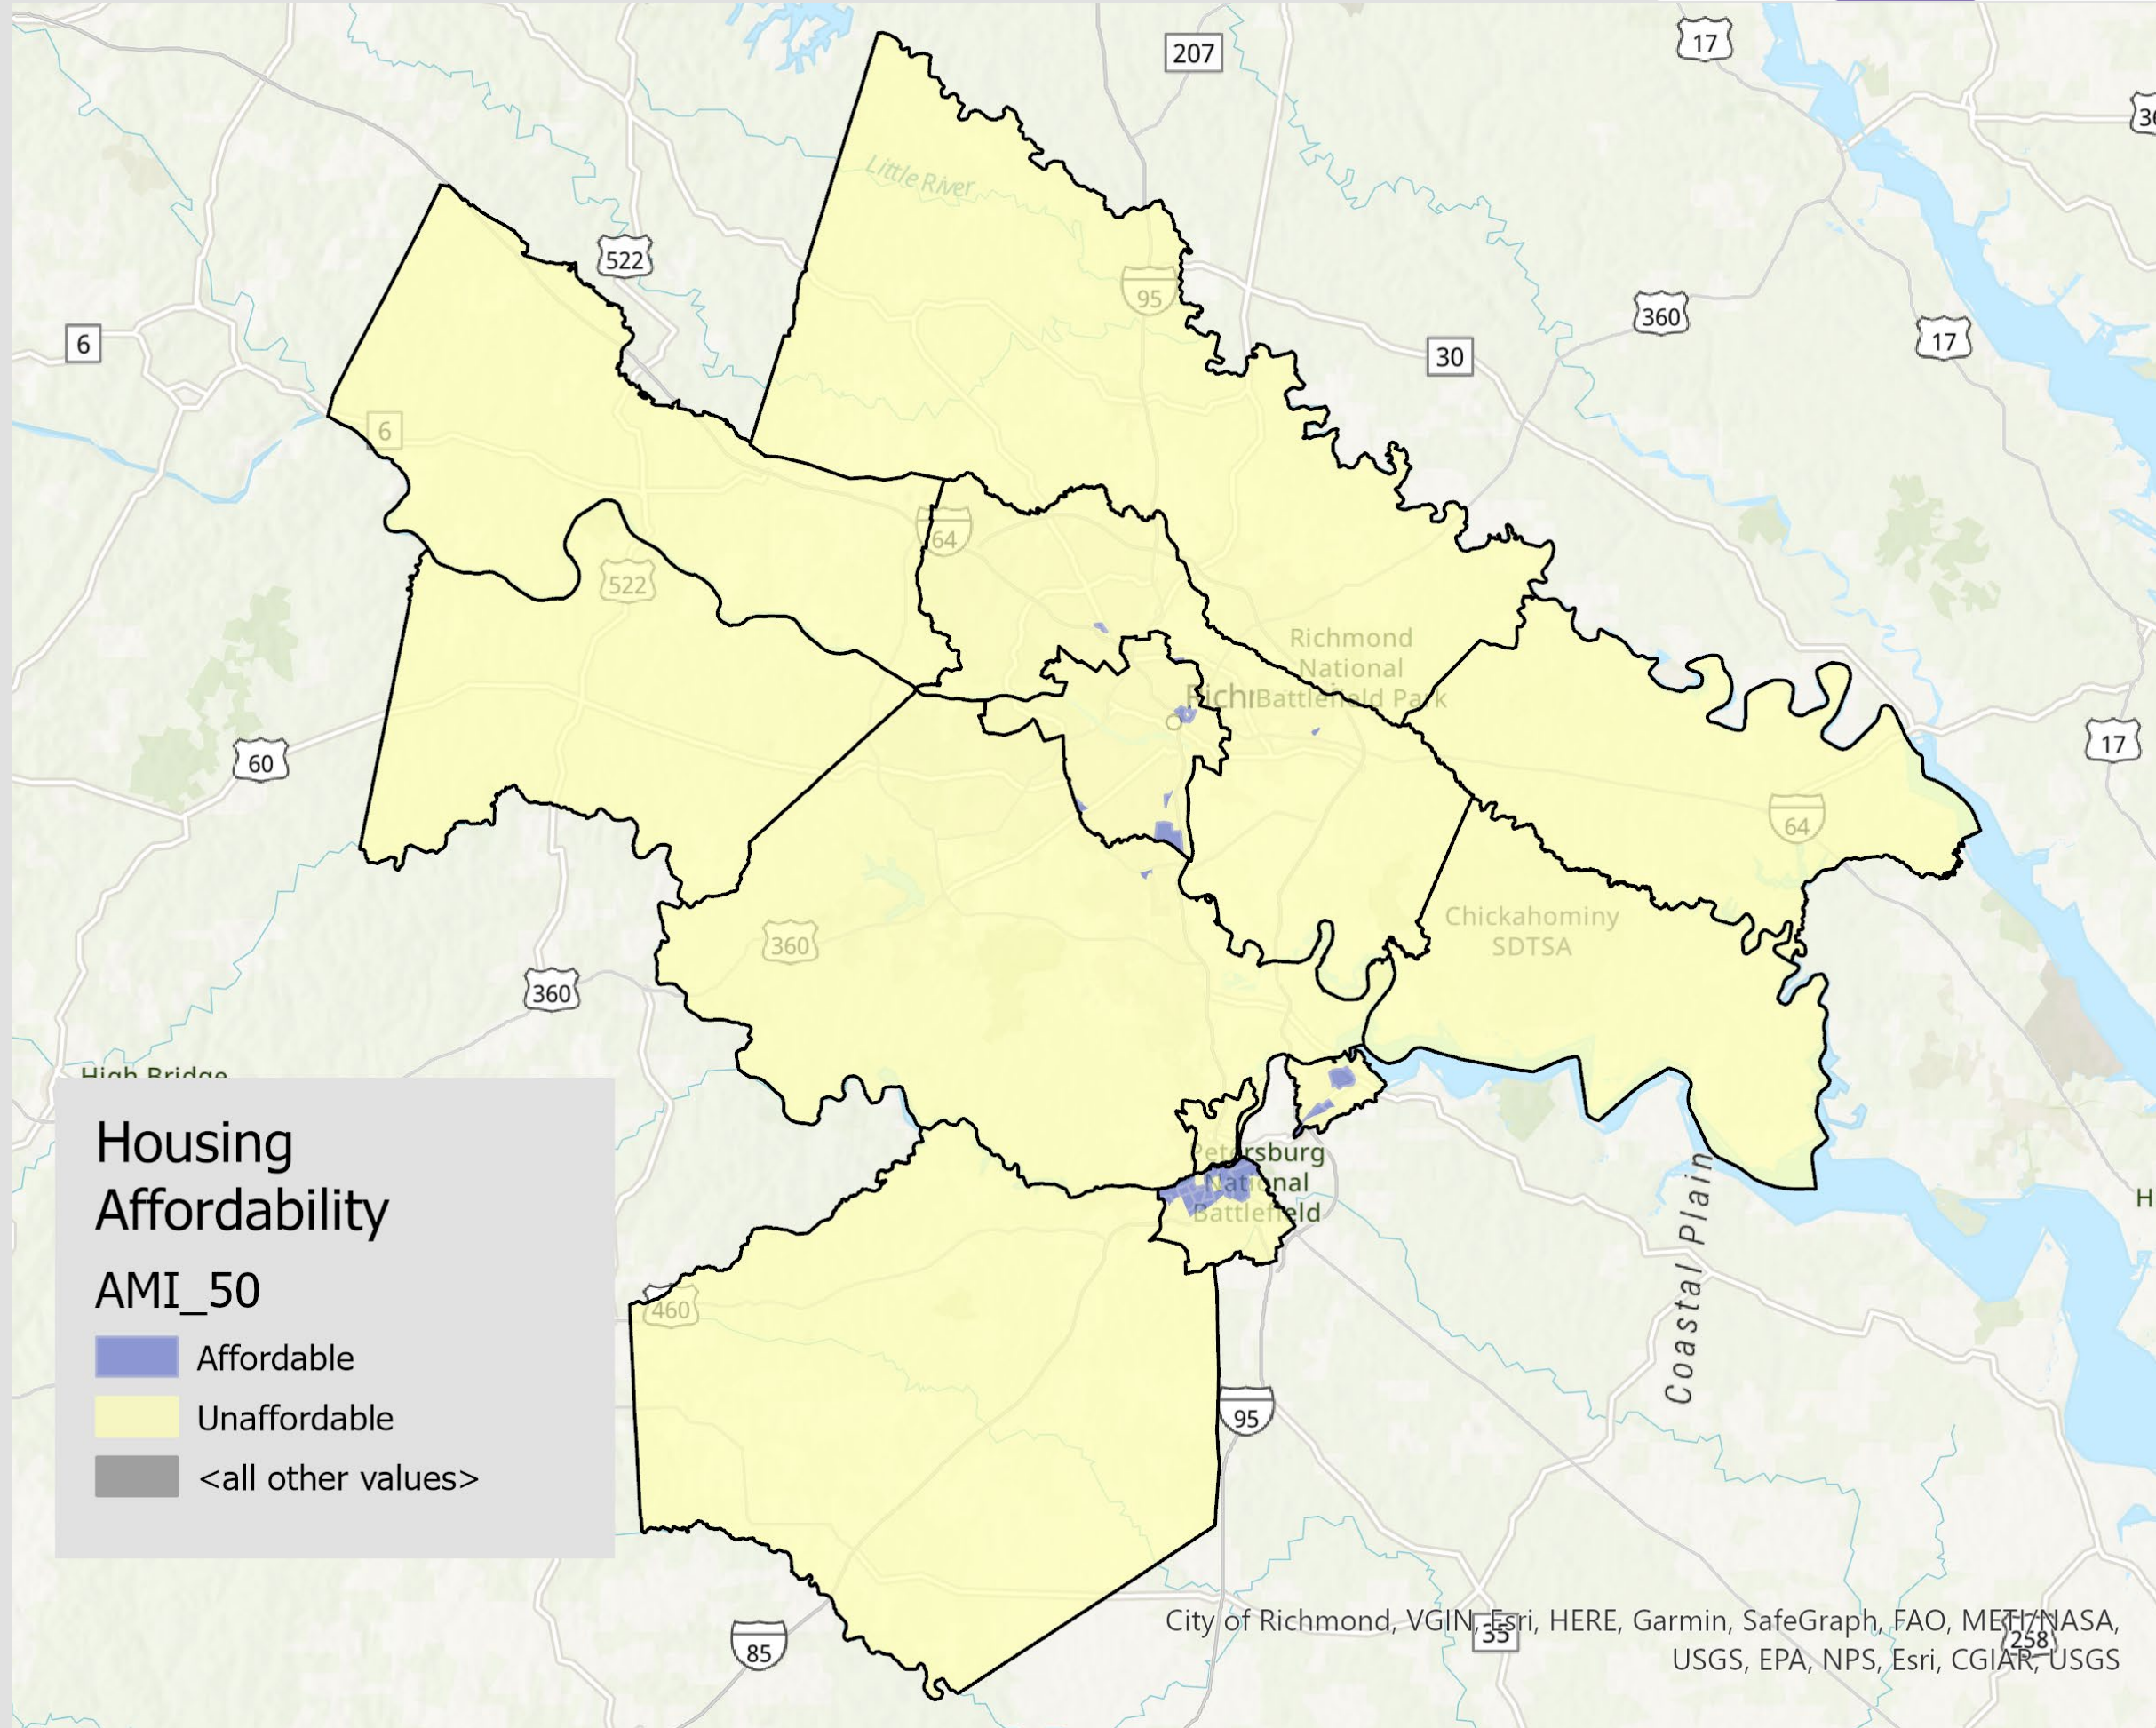 207
17
Little River
522
95
6
360
30
17
6
64
522
Richmond
National
Battlefield Park
60
17
64
Chickahominy
SDTSA
360
360
High Bridge
Petersburg
National
Battlefield
Housing
Affordability
AMI_50
Affordable
Unaffordable
<all other values>
Coastal Plain
H
460
95
85
35
258
City of Richmond, VGIN, Esri, HERE, Garmin, SafeGraph, FAO, METI/NASA,
USGS, EPA, NPS, Esri, CGIAR, USGS